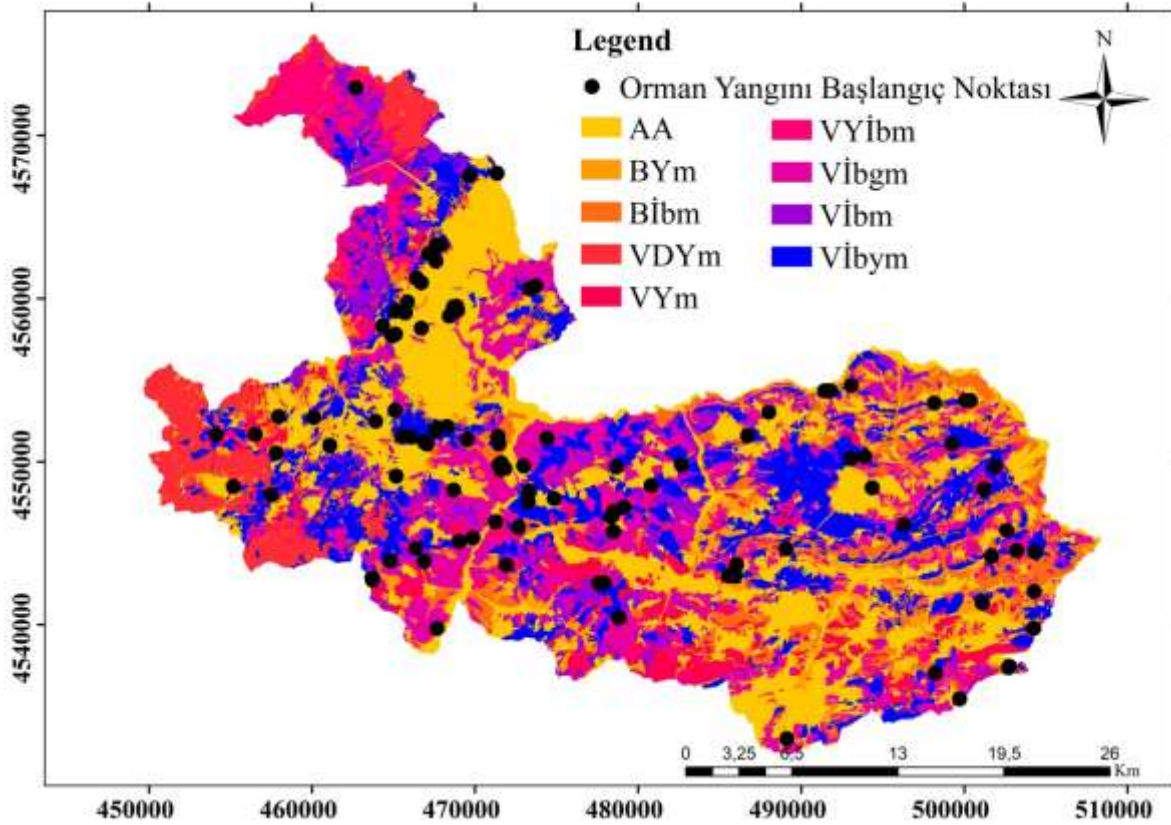 Legend
N
Orman Yangını Başlangıç Noktası
AA
BYm
Bİbm
VDYm
VYm
VYİbm
Vİbgm
Vİbm
Vİbym
4570000
4560000
4550000
4540000
0 3,25 6,5 13 19,5 26
Km
450000 460000 470000 480000 490000 500000 510000